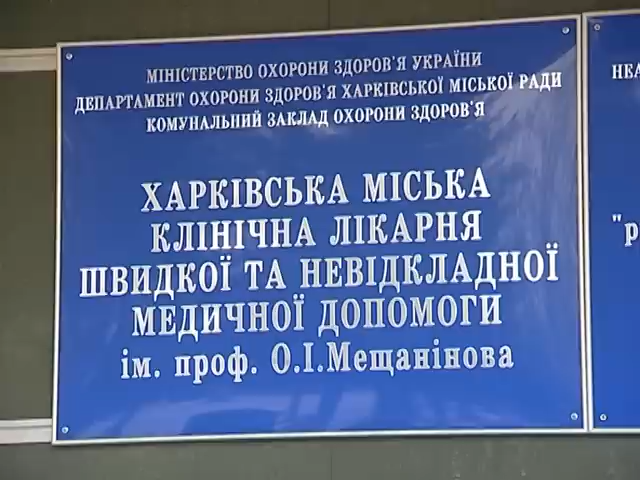 МІНІСТЕРСТВО ОХОРОНИ ЗДОРОВ'Я УКРАЇНИ
ДЕПАРТАМЕНТ ОХОРОНИ ЗДОРОВ'Я ХАРКІВСЬКОЇ МІСЬКОЇ РАДИ
КОМУНАЛЬНИЙ ЗАКЛАД ОХОРОНИ ЗДОРОВ'Я
ХАРКІВСЬКА МІСЬКА
КЛІНІЧНА ЛІКАРНЯ
ШВИДКОЇ ТА НЕВІДКЛАДНОЇ
МЕДИЧНОЇ ДОПОМОГИ
ім. проф. О.І.Мещанінова